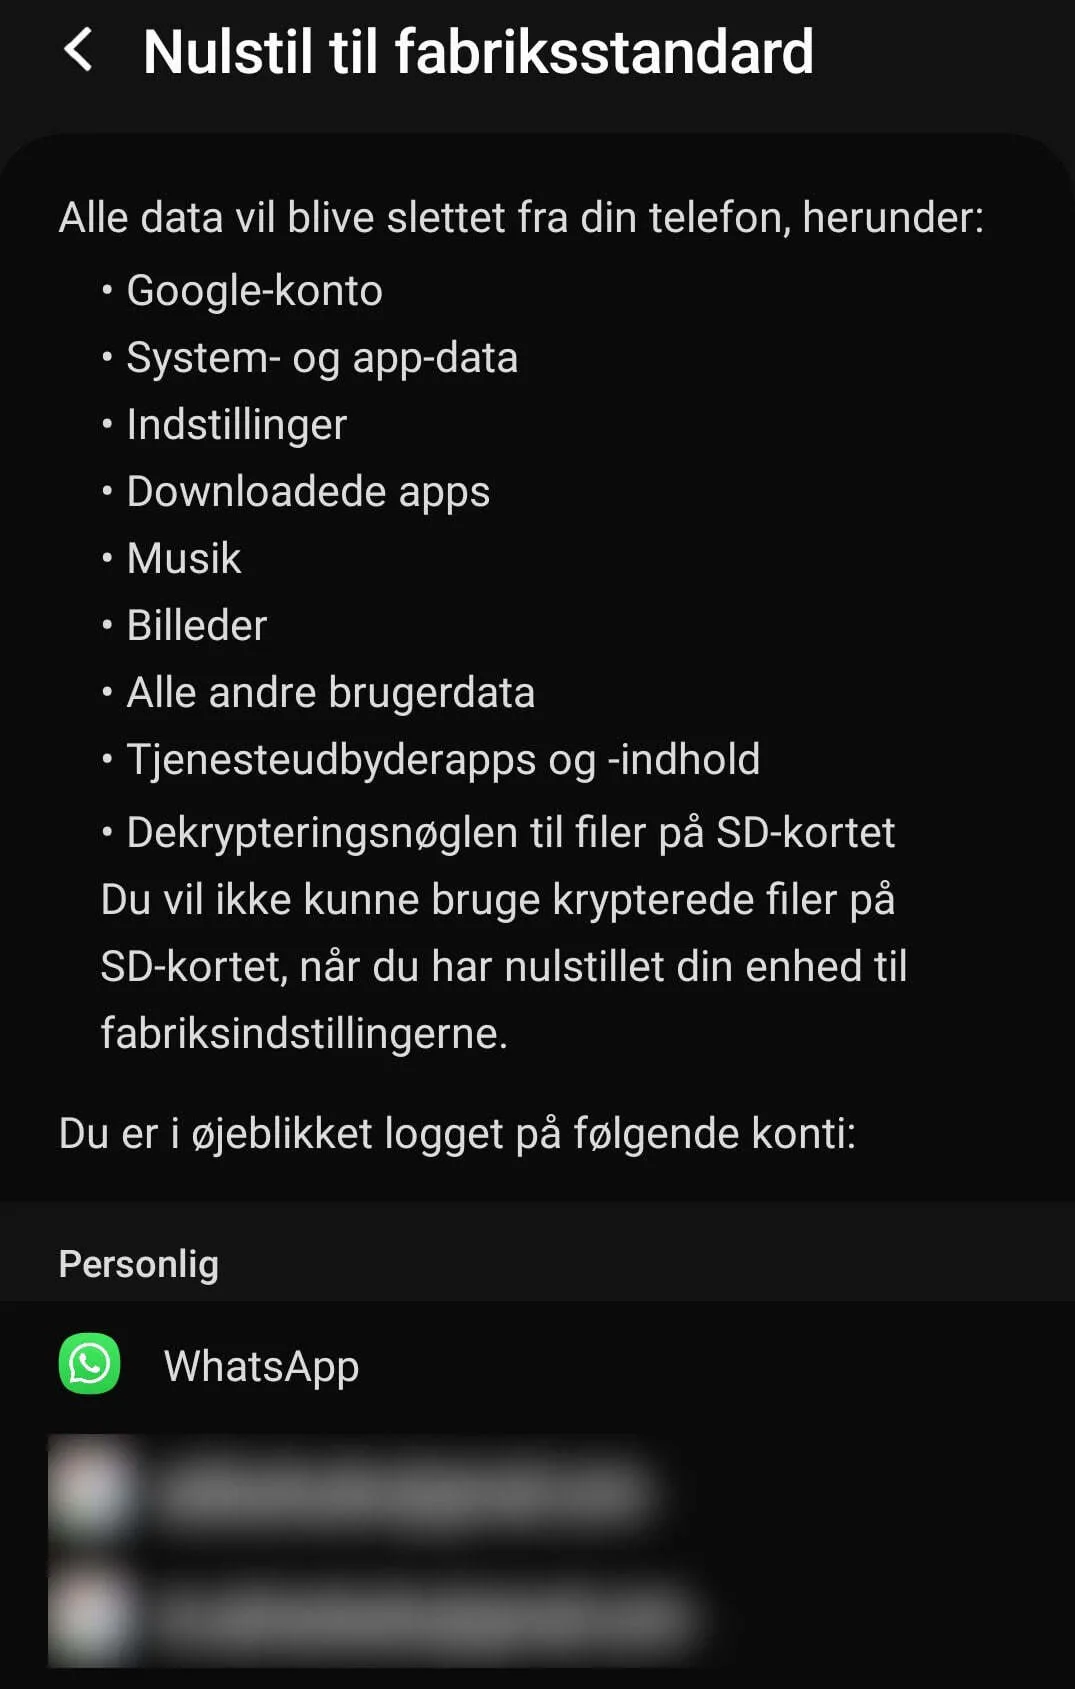 Nulstil til fabriksstandard
Alle data vil blive slettet fra din telefon, herunder:
• Google-konto
• System- og app-data
• Indstillinger
• Downloadede apps
• Musik
• Billeder
• Alle andre brugerdata
• Tjenesteudbyderapps og -indhold
• Dekrypteringsnøglen til filer på SD-kortet
Du vil ikke kunne bruge krypterede filer på
SD-kortet, når du har nulstillet din enhed til
fabriksindstillingerne.
Du er i øjeblikket logget på følgende konti:
Personlig
WhatsApp